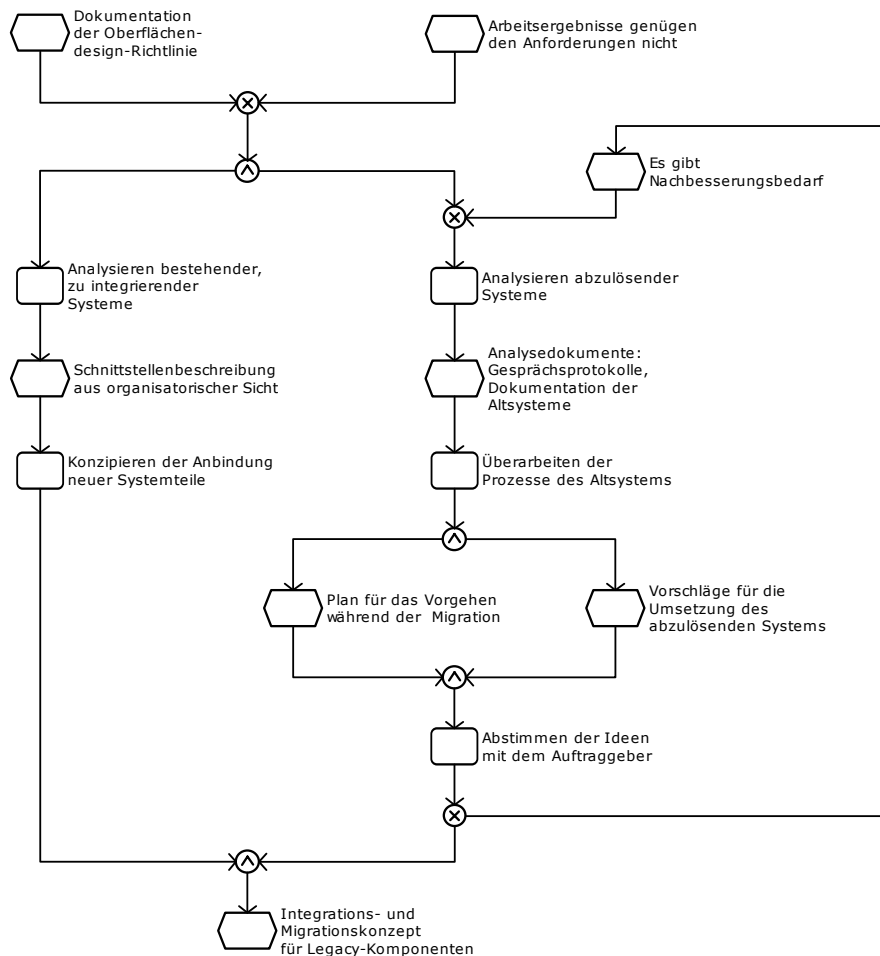 Dokumentation
der Oberflächen-
design-Richtlinie
Arbeitsergebnisse genügen
den Anforderungen nicht
Es gibt
Nachbesserungsbedarf
Analysieren bestehender,
zu integrierender
Systeme
Analysieren abzulösender
Systeme
Schnittstellenbeschreibung
aus organisatorischer Sicht
Analysedokumente:
Gesprächsprotokolle,
Dokumentation der
Altsysteme
Konzipieren der Anbindung
neuer Systemteile
Überarbeiten der
Prozesse des Altsystems
Plan für das Vorgehen
während der Migration
Vorschläge für die
Umsetzung des
abzulösenden Systems
Abstimmen der Ideen
mit dem Auftraggeber
Integrations- und
Migrationskonzept
für Legacy-Komponenten